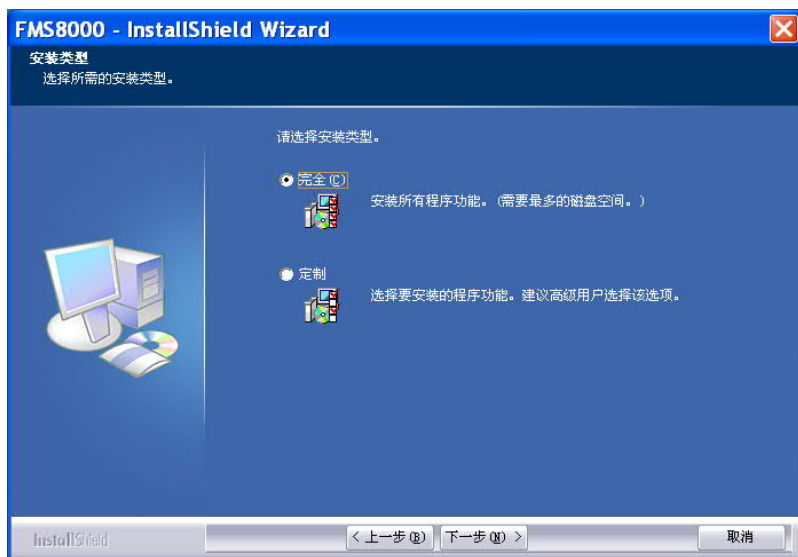 FMS8000 - InstallShield Wizard
安装类型
选择所需的安装类型。
请选择安装类型。
完全(C)
安装所有程序功能。(需要最多的磁盘空间。)
定制
选择要安装的程序功能。建议高级用户选择该选项。
InstallShield
< 上一步(B) 下一步(N) > 取消